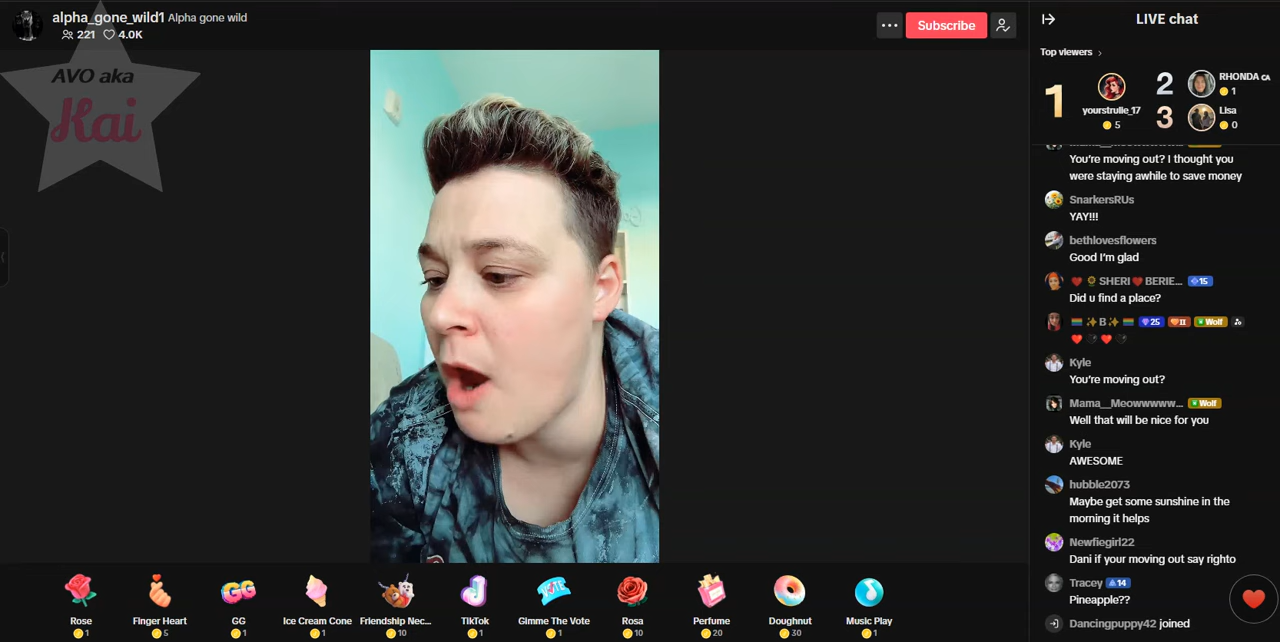 alpha_gone_wild1 Alpha gone wild
221 4.0K
Subscribe
AVO aka
Kai
LIVE chat
Top viewers
1
yourstrulle_17
5
2
RHONDA CA
1
3
Lisa
0
You're moving out? I thought you
were staying awhile to save money
SnarkersRUs
YAY!!!
bethlovesflowers
Good I'm glad
SHERI BERIE... 15
Did u find a place?
B 25 II Wolf
Kyle
You're moving out?
Mama__Meowwwww... Wolf
Well that will be nice for you
Kyle
AWESOME
hubble2073
Maybe get some sunshine in the
morning it helps
Newfiegirl22
Dani if your moving out say righto
Tracey 14
Pineapple??
Dancingpuppy42 joined
GG
VOTE
Rose
1
Finger Heart
5
GG
1
Ice Cream Cone
1
Friendship Nec...
10
TikTok
1
Gimme The Vote
1
Rosa
10
Perfume
20
Doughnut
30
Music Play
1